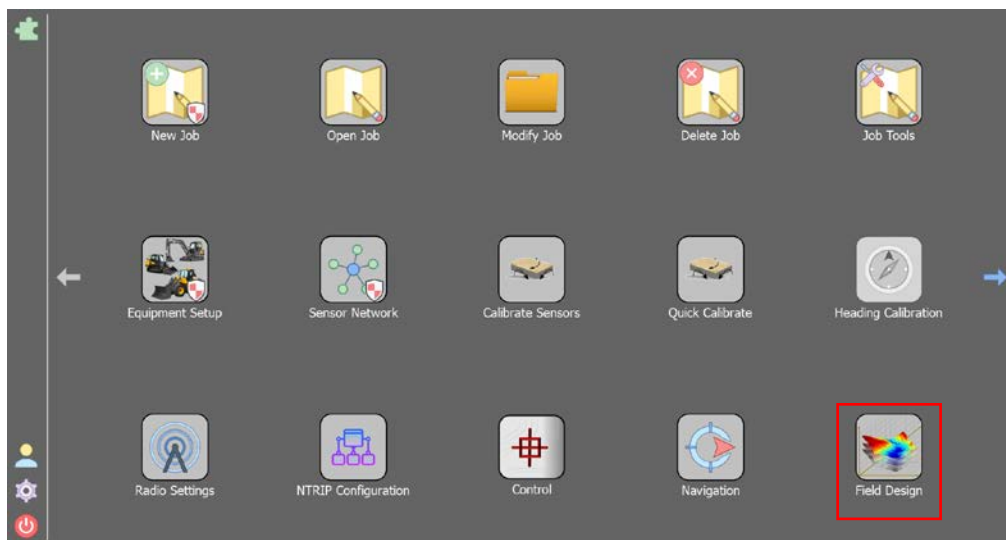 New Job
Open Job
Modify Job
Delete Job
Job Tools
Equipment Setup
Sensor Network
Calibrate Sensors
Quick Calibrate
Heading Calibration
Radio Settings
NTRIP Configuration
Control
Navigation
Field Design